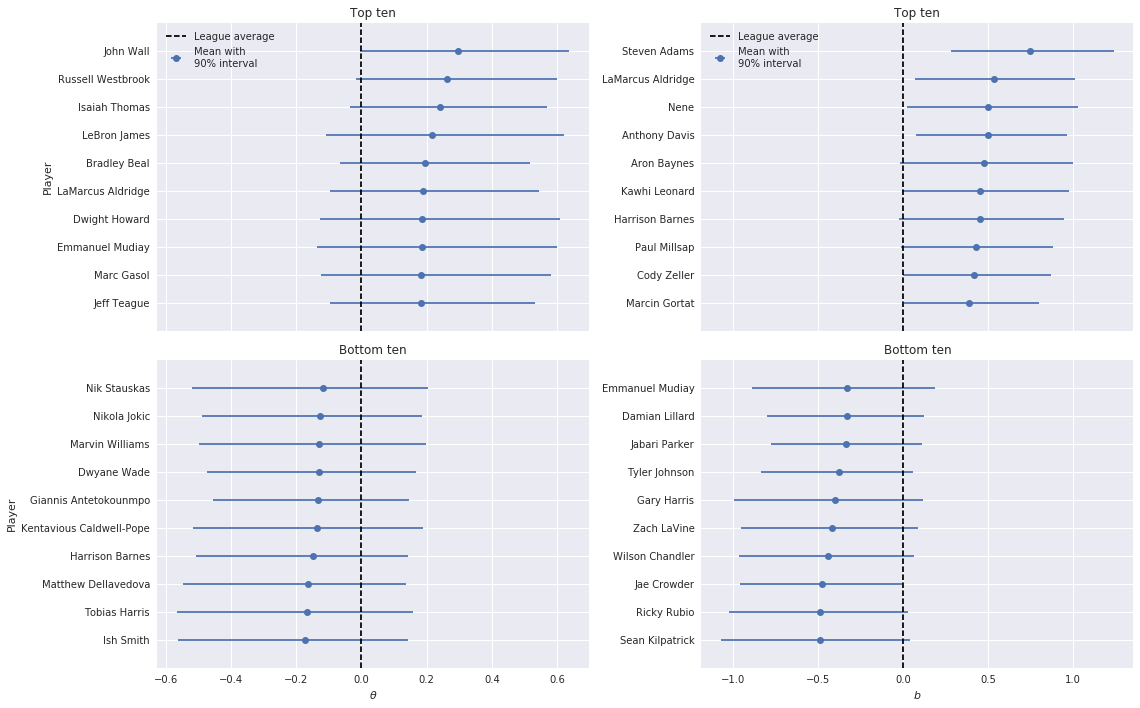 Top ten
League average
Mean with
90% interval
Player
John Wall
Russell Westbrook
Isaiah Thomas
LeBron James
Bradley Beal
LaMarcus Aldridge
Dwight Howard
Emmanuel Mudiay
Marc Gasol
Jeff Teague
Top ten
League average
Mean with
90% interval
Steven Adams
LaMarcus Aldridge
Nene
Anthony Davis
Aron Baynes
Kawhi Leonard
Harrison Barnes
Paul Millsap
Cody Zeller
Marcin Gortat
Bottom ten
Player
Nik Stauskas
Nikola Jokic
Marvin Williams
Dwyane Wade
Giannis Antetokounmpo
Kentavious Caldwell-Pope
Harrison Barnes
Matthew Dellavedova
Tobias Harris
Ish Smith
−0.6 −0.4 −0.2 0.0 0.2 0.4 0.6
θ
Bottom ten
Emmanuel Mudiay
Damian Lillard
Jabari Parker
Tyler Johnson
Gary Harris
Zach LaVine
Wilson Chandler
Jae Crowder
Ricky Rubio
Sean Kilpatrick
−1.0 −0.5 0.0 0.5 1.0
b